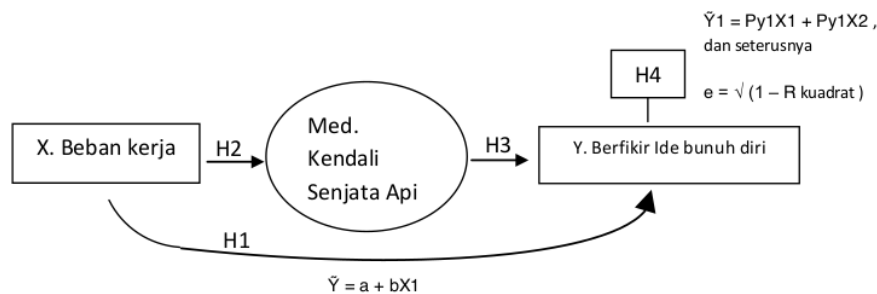 Ỹ1 = Py1X1 + Py1X2 ,
dan seterusnya
H4
e = √ (1 – R kuadrat )
X. Beban kerja
H2
Med.
Kendali
Senjata Api
H3
Y. Berfikir Ide bunuh diri
H1
Ỹ = a + bX1